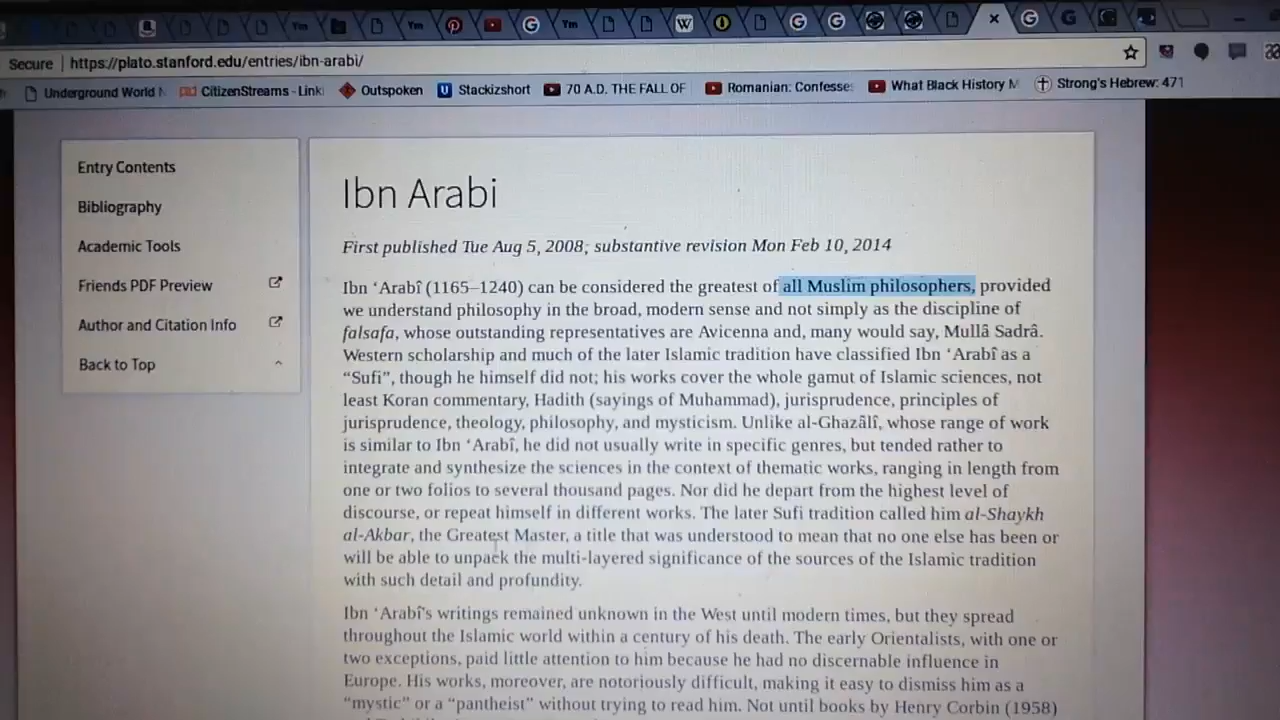 Ym
Ym
Ym
W
G
G
G
×
G
G
Secure | https://plato.stanford.edu/entries/ibn-arabi/
Underground World N
CitizenStreams - Linki
Outspoken
Stackizshort
70 A.D. THE FALL OF
Romanian: Confesse
What Black History M
Strong's Hebrew: 471
Entry Contents
Bibliography
Academic Tools
Friends PDF Preview
Author and Citation Info
Back to Top
Ibn Arabi
First published Tue Aug 5, 2008; substantive revision Mon Feb 10, 2014
Ibn ‘Arabî (1165–1240) can be considered the greatest of all Muslim philosophers, provided
we understand philosophy in the broad, modern sense and not simply as the discipline of
falsafa, whose outstanding representatives are Avicenna and, many would say, Mullâ Sadrâ.
Western scholarship and much of the later Islamic tradition have classified Ibn ‘Arabî as a
“Sufi”, though he himself did not; his works cover the whole gamut of Islamic sciences, not
least Koran commentary, Hadith (sayings of Muhammad), jurisprudence, principles of
jurisprudence, theology, philosophy, and mysticism. Unlike al-Ghazâlî, whose range of work
is similar to Ibn ‘Arabî, he did not usually write in specific genres, but tended rather to
integrate and synthesize the sciences in the context of thematic works, ranging in length from
one or two folios to several thousand pages. Nor did he depart from the highest level of
discourse, or repeat himself in different works. The later Sufi tradition called him al-Shaykh
al-Akbar, the Greatest Master, a title that was understood to mean that no one else has been or
will be able to unpack the multi-layered significance of the sources of the Islamic tradition
with such detail and profundity.
Ibn ‘Arabî’s writings remained unknown in the West until modern times, but they spread
throughout the Islamic world within a century of his death. The early Orientalists, with one or
two exceptions, paid little attention to him because he had no discernable influence in
Europe. His works, moreover, are notoriously difficult, making it easy to dismiss him as a
“mystic” or a “pantheist” without trying to read him. Not until books by Henry Corbin (1958)